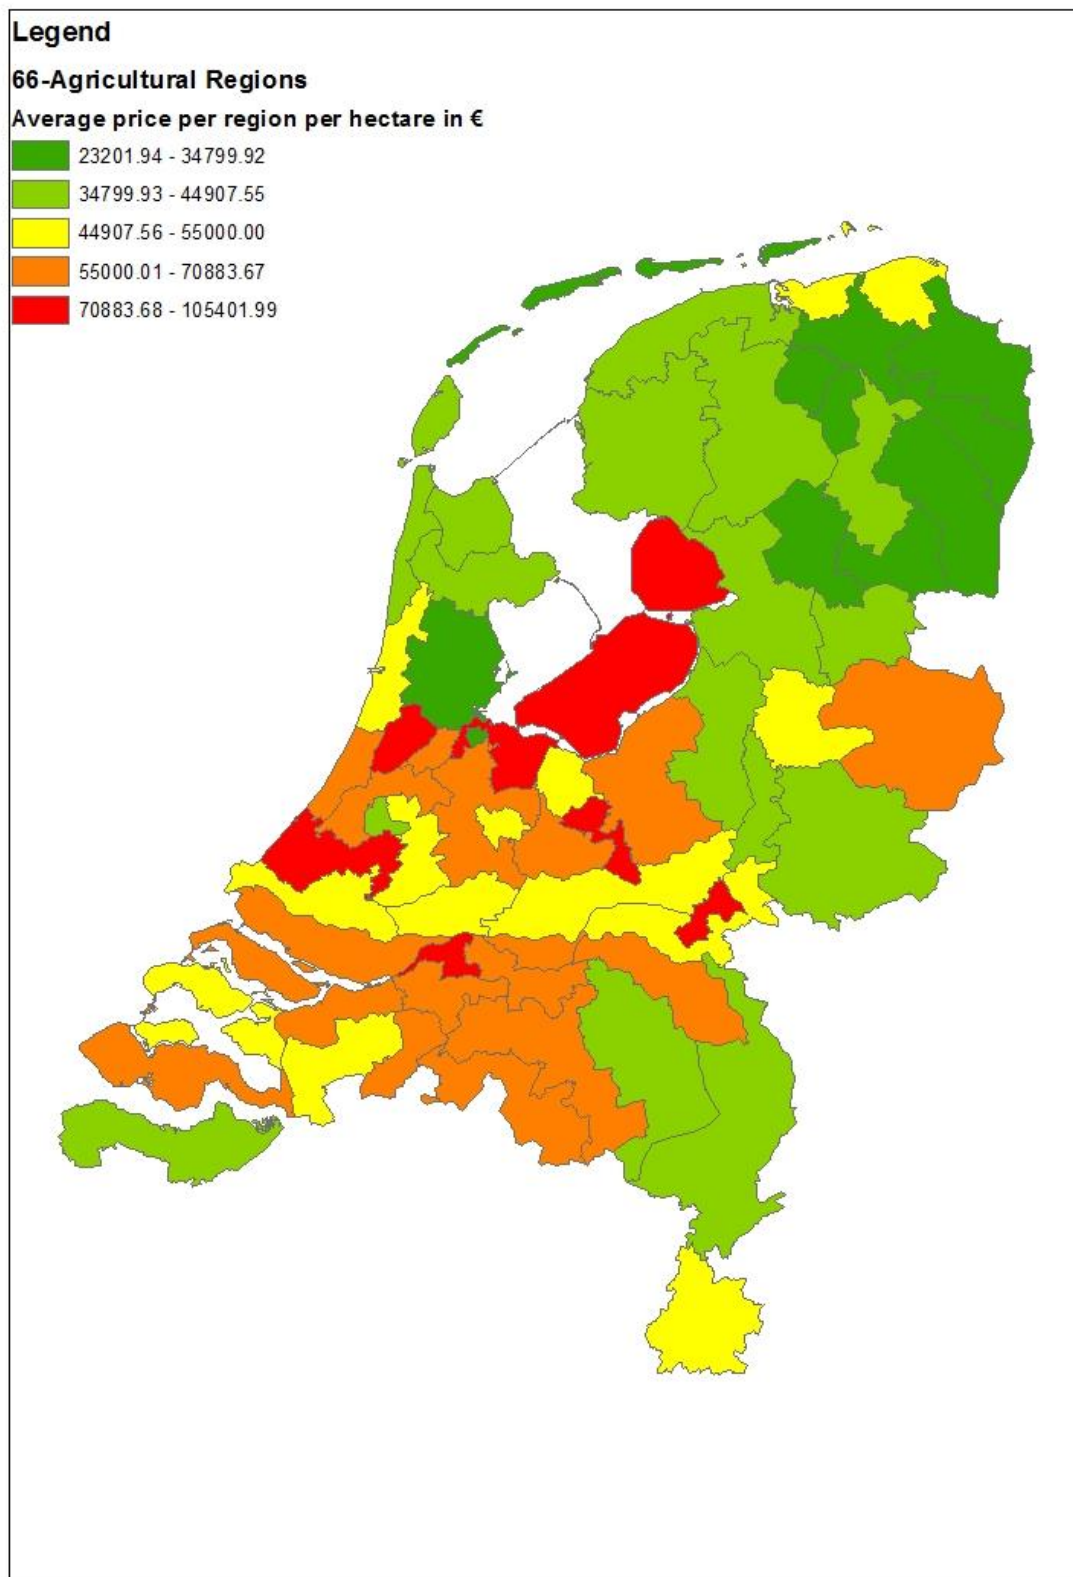 Legend
66-Agricultural Regions
Average price per region per hectare in €
23201.94 - 34799.92
34799.93 - 44907.55
44907.56 - 55000.00
55000.01 - 70883.67
70883.68 - 105401.99